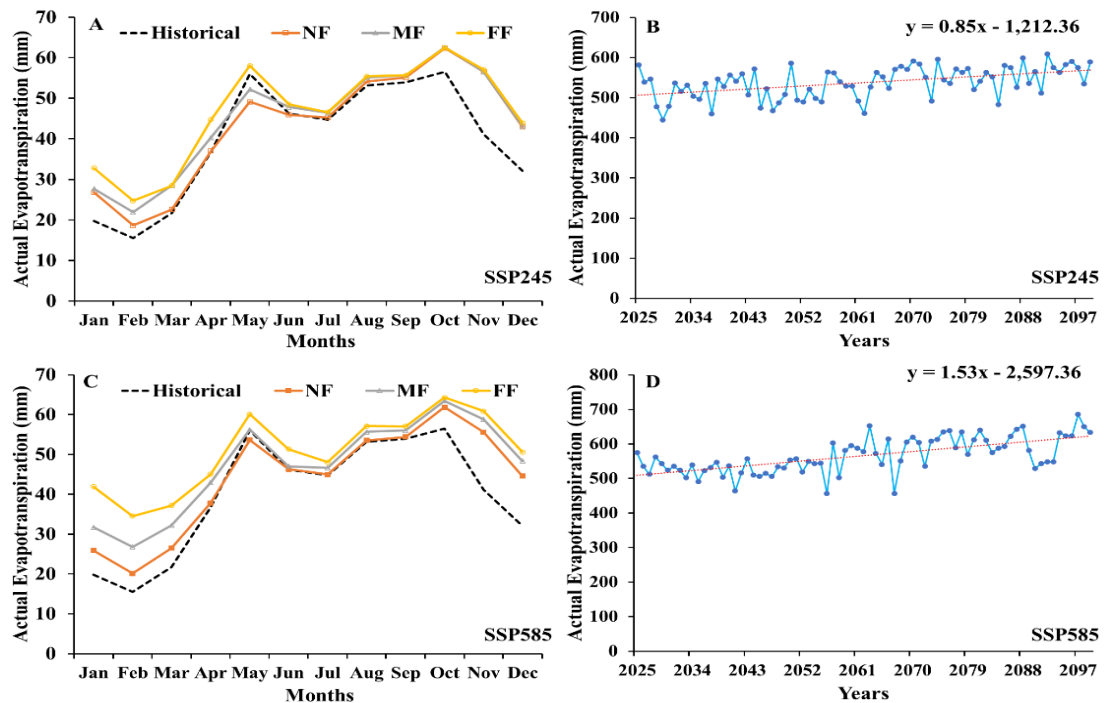 A
Historical NF MF FF
Actual Evapotranspiration (mm)
70
60
50
40
30
20
10
0
SSP245
Jan Feb Mar Apr May Jun Jul Aug Sep Oct Nov Dec
Months
B
y = 0.85x - 1,212.36
Actual Evapotranspiration (mm)
700
600
500
400
300
200
100
0
SSP245
2025 2034 2043 2052 2061 2070 2079 2088 2097
Years
C
Historical NF MF FF
Actual Evapotranspiration (mm)
70
60
50
40
30
20
10
0
SSP585
Jan Feb Mar Apr May Jun Jul Aug Sep Oct Nov Dec
Months
D
y = 1.53x - 2,597.36
Actual Evapotranspiration (mm)
800
700
600
500
400
300
200
100
0
SSP585
2025 2034 2043 2052 2061 2070 2079 2088 2097
Years